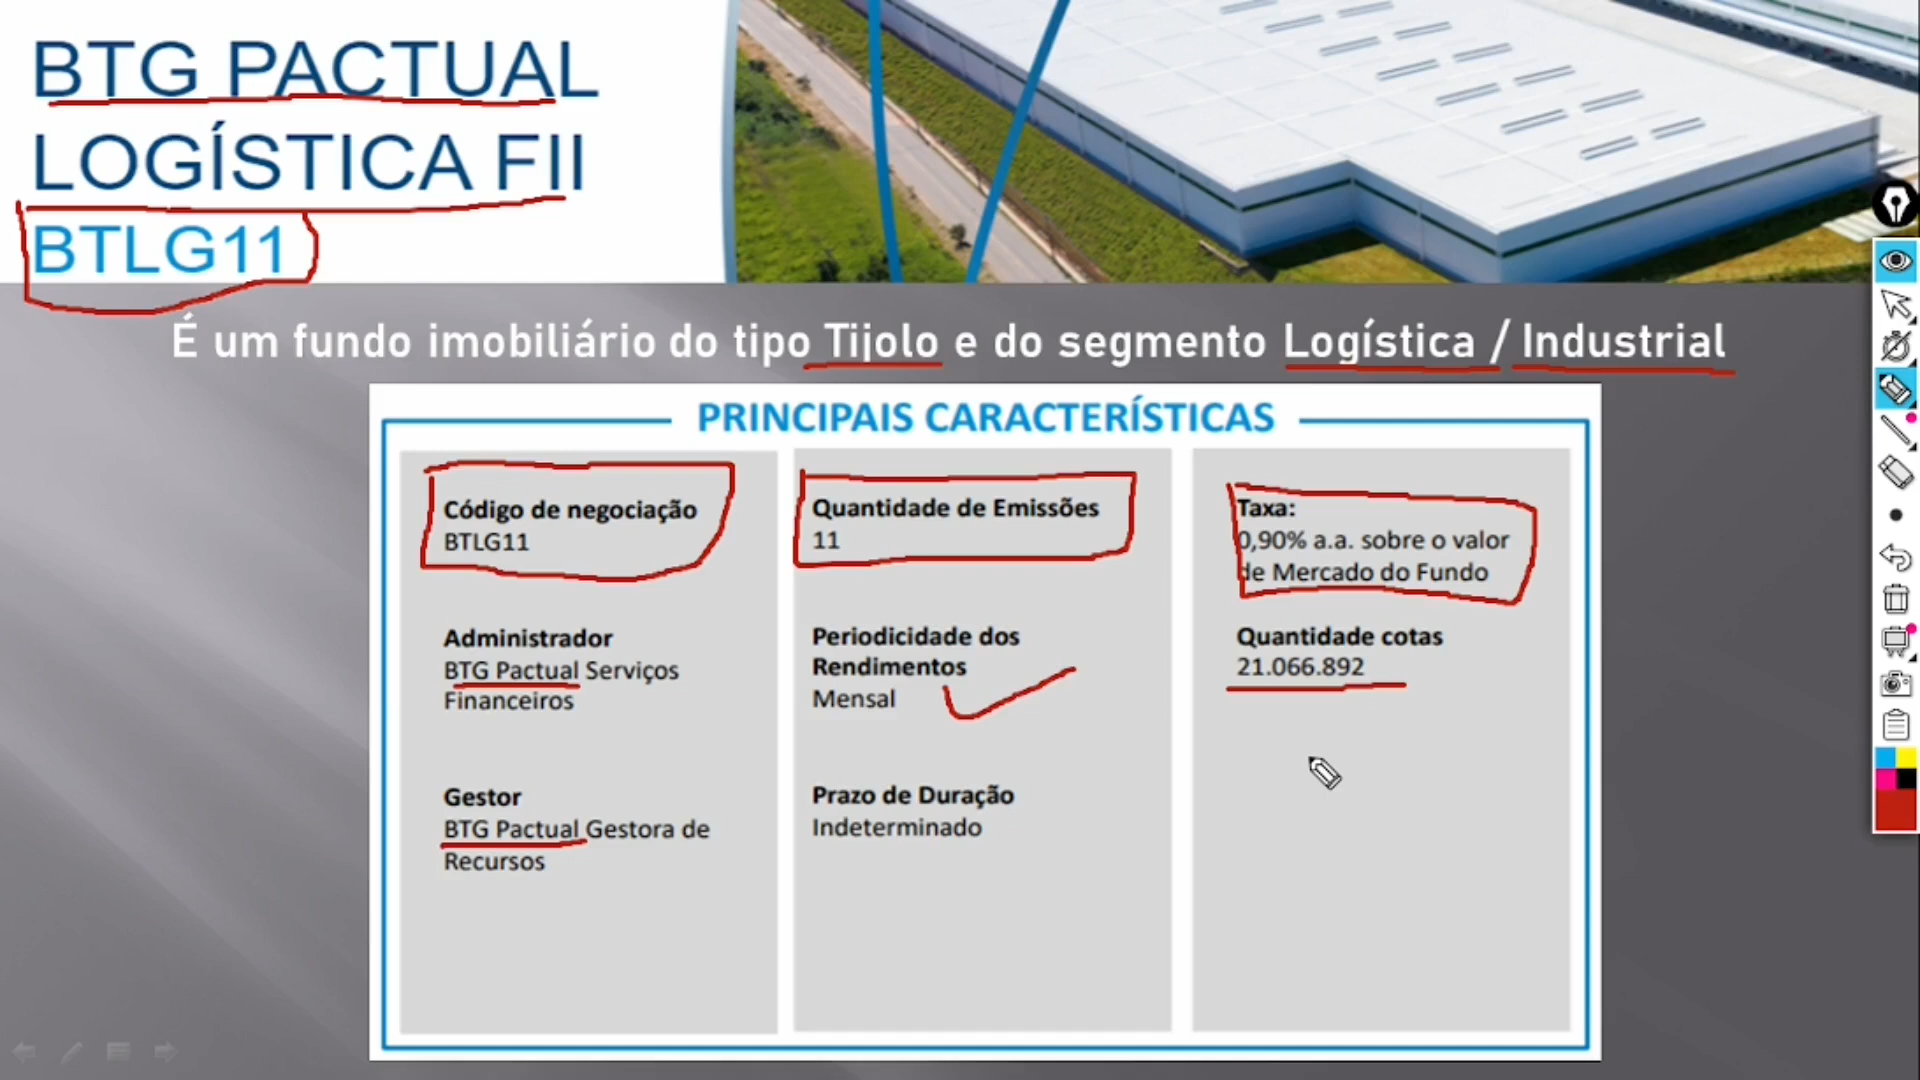 BTG PACTUAL
LOGÍSTICA FII
BTLG11
É um fundo imobiliário do tipo Tijolo e do segmento Logística / Industrial
PRINCIPAIS CARACTERÍSTICAS
Código de negociação
BTLG11
Administrador
BTG Pactual Serviços
Financeiros
Gestor
BTG Pactual Gestora de
Recursos
Quantidade de Emissões
11
Periodicidade dos
Rendimentos
Mensal
Prazo de Duração
Indeterminado
Taxa:
0,90% a.a. sobre o valor
de Mercado do Fundo
Quantidade cotas
21.066.892